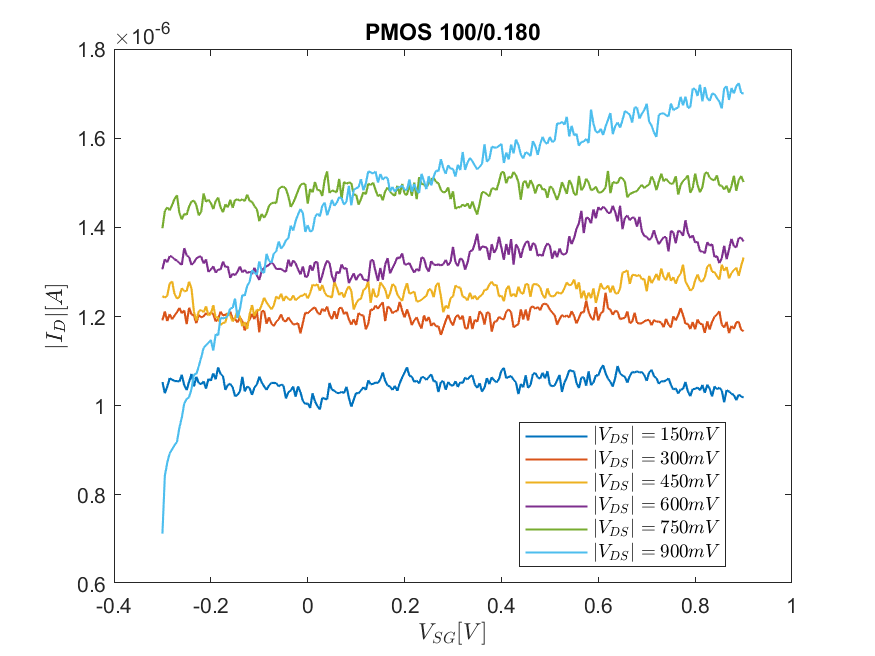 PMOS 100/0.180
×10^-6
1.8
1.6
1.4
1.2
1
0.8
0.6
|I_D|[A]
|V_DS| = 150mV
|V_DS| = 300mV
|V_DS| = 450mV
|V_DS| = 600mV
|V_DS| = 750mV
|V_DS| = 900mV
-0.4 -0.2 0 0.2 0.4 0.6 0.8 1
V_SG[V]